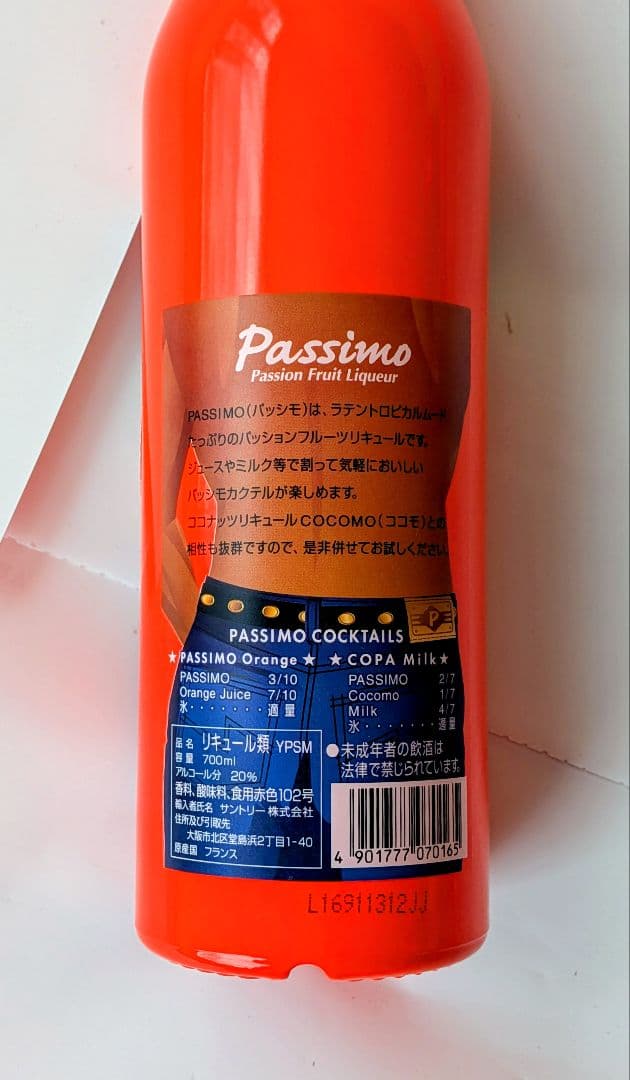 Passimo
Passion Fruit Liqueur
PASSIMO(パッシモ)は、ラテントロピカルムード
たっぷりのパッションフルーツリキュールです。
ジュースやミルク等で割って気軽においしい
パッシモカクテルが楽しめます。
ココナッツリキュールCOCOMO(ココモ)との
相性も抜群ですので、是非併せてお試しください。
P
PASSIMO COCKTAILS
★PASSIMO Orange★
PASSIMO 3/10
Orange Juice 7/10
氷・・・・・・・適量
★COPA Milk★
PASSIMO 2/7
Cocomo 1/7
Milk 4/7
氷・・・・・・・適量
品名 リキュール類 YPSM
容量 700ml
アルコール分 20%
香料、酸味料、食用赤色102号
輸入者氏名 サントリー株式会社
住所及び引取先
大阪市北区堂島浜2丁目1-40
原産国 フランス
●未成年者の飲酒は
法律で禁じられています。
4 901777 070165
L16911312JJ